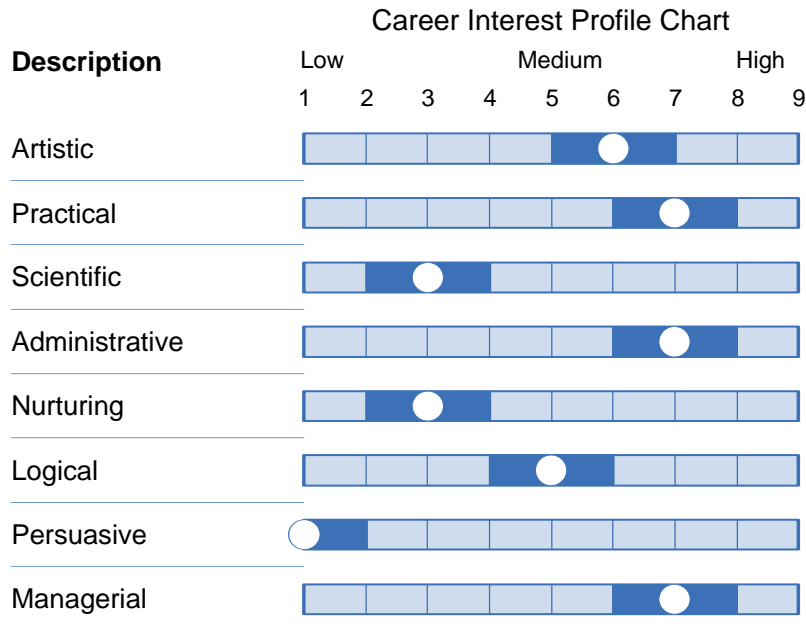 Career Interest Profile Chart
Description Low Medium High
1 2 3 4 5 6 7 8 9
Artistic
Practical
Scientific
Administrative
Nurturing
Logical
Persuasive
Managerial